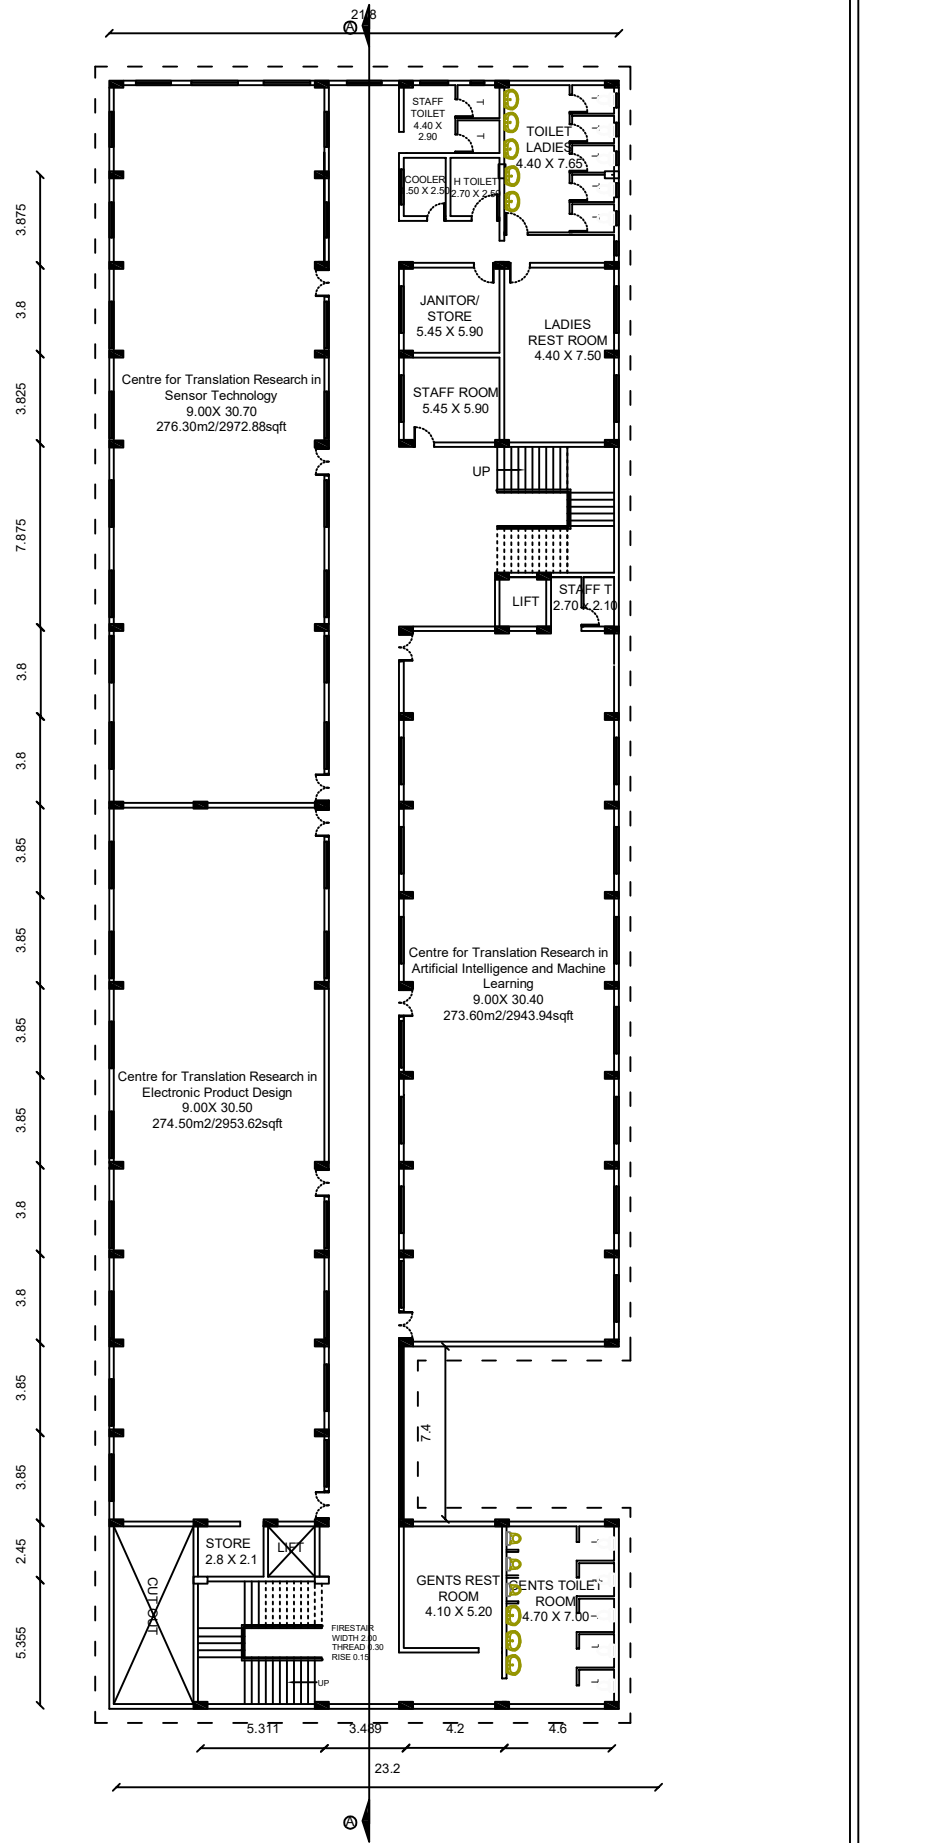 21.8
A
STAFF
TOILET
4.40 X
2.90
T
T
TOILET
LADIES
4.40 X 7.65
COOLER
.50 X 2.50
H TOILET
2.70 X 2.50
3.875
3.8
3.825
7.875
3.8
3.8
3.85
3.85
3.85
3.85
3.8
3.8
3.85
3.85
2.45
5.355
JANITOR/
STORE
5.45 X 5.90
LADIES
REST ROOM
4.40 X 7.50
Centre for Translation Research in
Sensor Technology
9.00X 30.70
276.30m2/2972.88sqft
STAFF ROOM
5.45 X 5.90
UP
LIFT
STAFF T
2.70 x 2.10
Centre for Translation Research in
Artificial Intelligence and Machine
Learning
9.00X 30.40
273.60m2/2943.94sqft
Centre for Translation Research in
Electronic Product Design
9.00X 30.50
274.50m2/2953.62sqft
7.4
STORE
2.8 X 2.1
LIFT
CUTOUT
GENTS REST
ROOM
4.10 X 5.20
GENTS TOILET
ROOM
4.70 X 7.00
FIRESTAIR
WIDTH 2.00
THREAD 0.30
RISE 0.15
UP
5.311
3.489
4.2
4.6
23.2
A